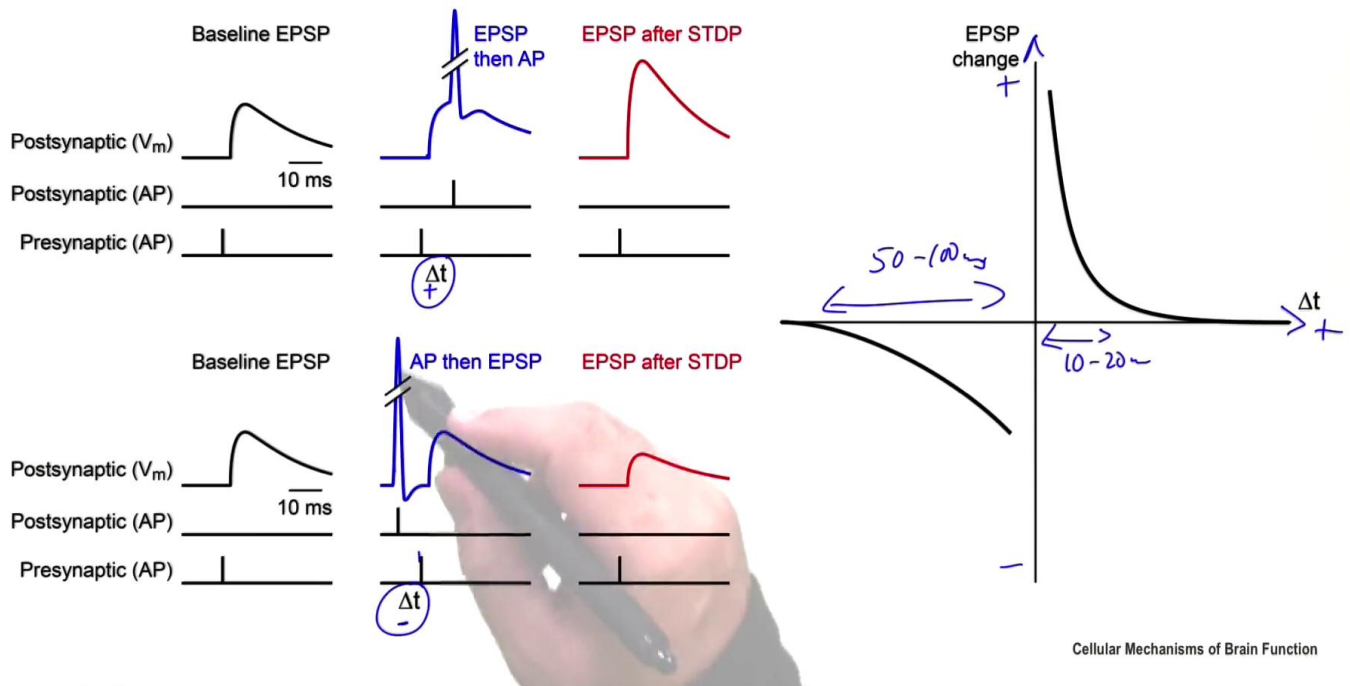 Baseline EPSP
EPSP
then AP
EPSP after STDP
Postsynaptic (Vm)
10 ms
Postsynaptic (AP)
Presynaptic (AP)
Δt
+
Baseline EPSP
AP then EPSP
EPSP after STDP
Postsynaptic (Vm)
10 ms
Postsynaptic (AP)
Presynaptic (AP)
Δt
-
EPSP
change
+
50-100ms
Δt
+
10-20m
-
Cellular Mechanisms of Brain Function